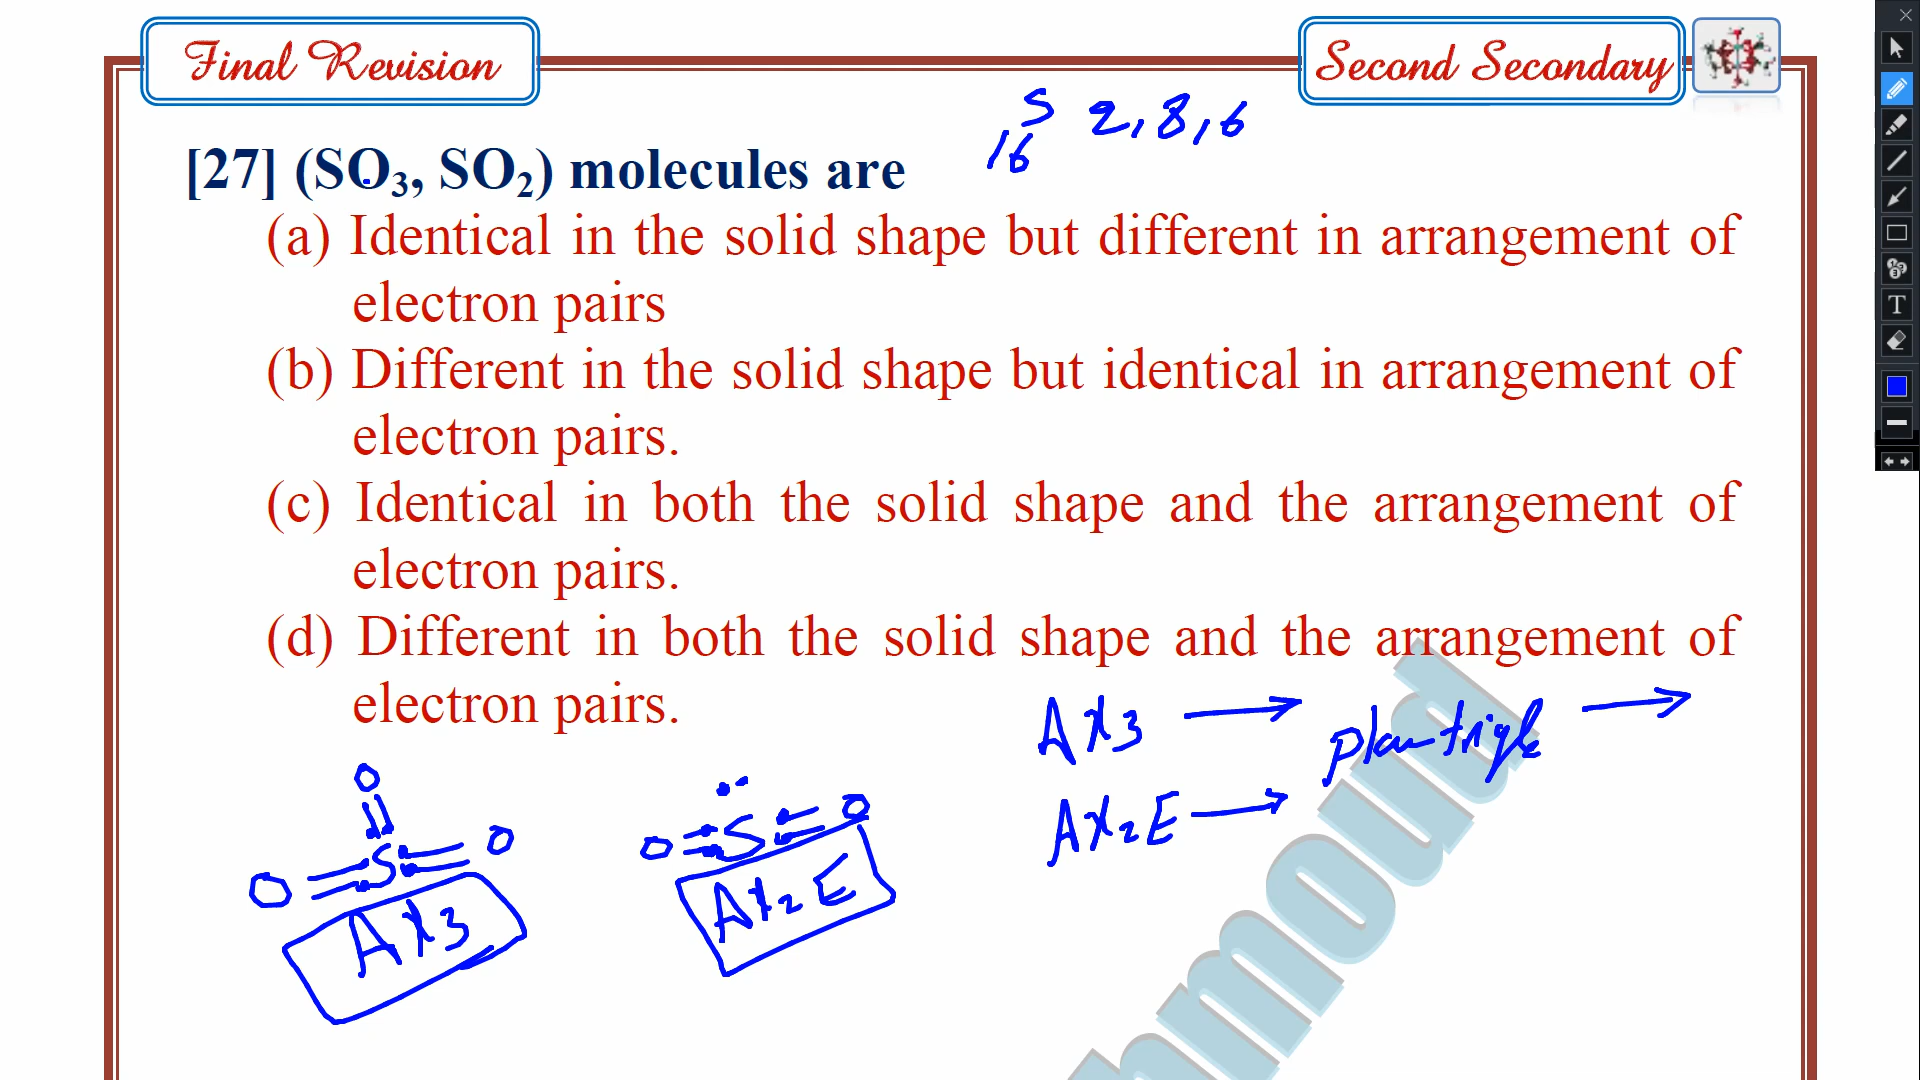 Final Revision
Second Secondary
16S 2, 8, 6
[27] (SO₃, SO₂) molecules are
(a) Identical in the solid shape but different in arrangement of
electron pairs
(b) Different in the solid shape but identical in arrangement of
electron pairs.
(c) Identical in both the solid shape and the arrangement of
electron pairs.
(d) Different in both the solid shape and the arrangement of
electron pairs.
AX3 →
→
AX2E →
O
O S O
O S O
AX3
AX2E
hmoud
T